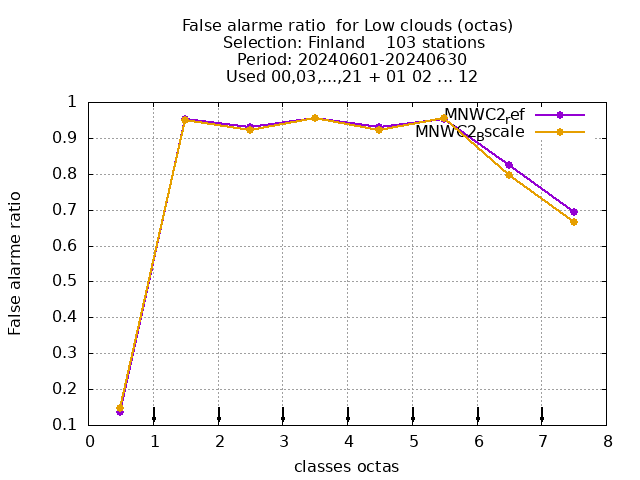 False alarme ratio  for Low clouds (octas)
Selection: Finland    103 stations
Period: 20240601-20240630
Used 00,03,...,21 + 01 02 ... 12
MNWC2ref
MNWC2Bscale
1
0.9
0.8
0.7
0.6
0.5
0.4
0.3
0.2
0.1
False alarme ratio
0 1 2 3 4 5 6 7 8
classes octas